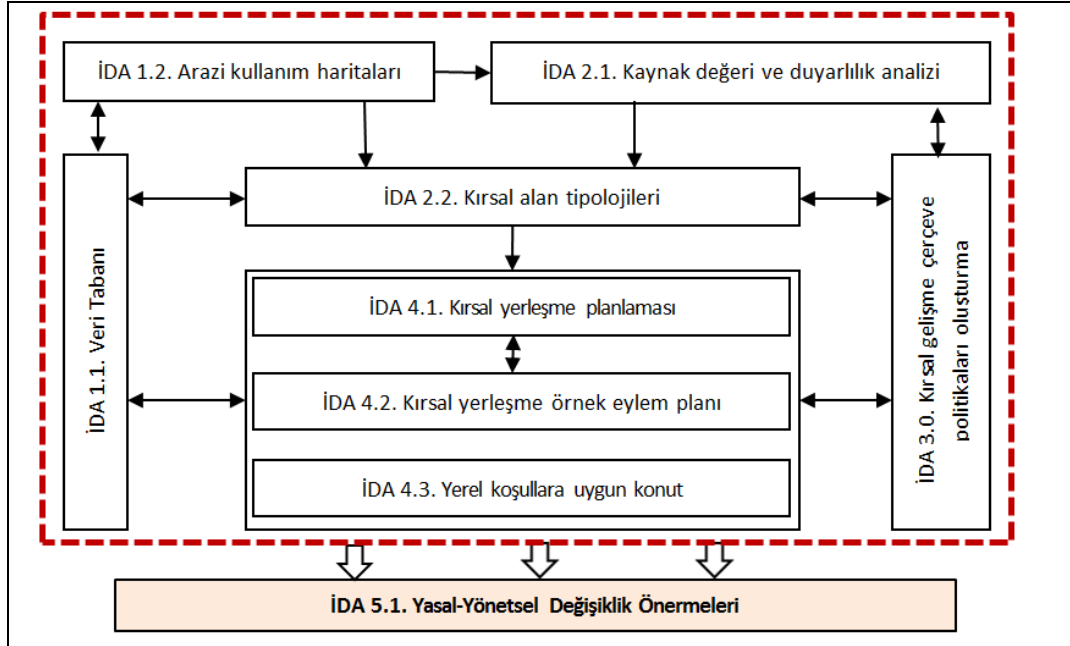 İDA 1.2. Arazi kullanım haritaları
İDA 2.1. Kaynak değeri ve duyarlılık analizi
İDA 1.1. Veri Tabanı
İDA 2.2. Kırsal alan tipolojileri
İDA 4.1. Kırsal yerleşme planlaması
İDA 4.2. Kırsal yerleşme örnek eylem planı
İDA 4.3. Yerel koşullara uygun konut
İDA 3.0. Kırsal gelişme çerçeve
politikaları oluşturma
İDA 5.1. Yasal-Yönetsel Değişiklik Önermeleri